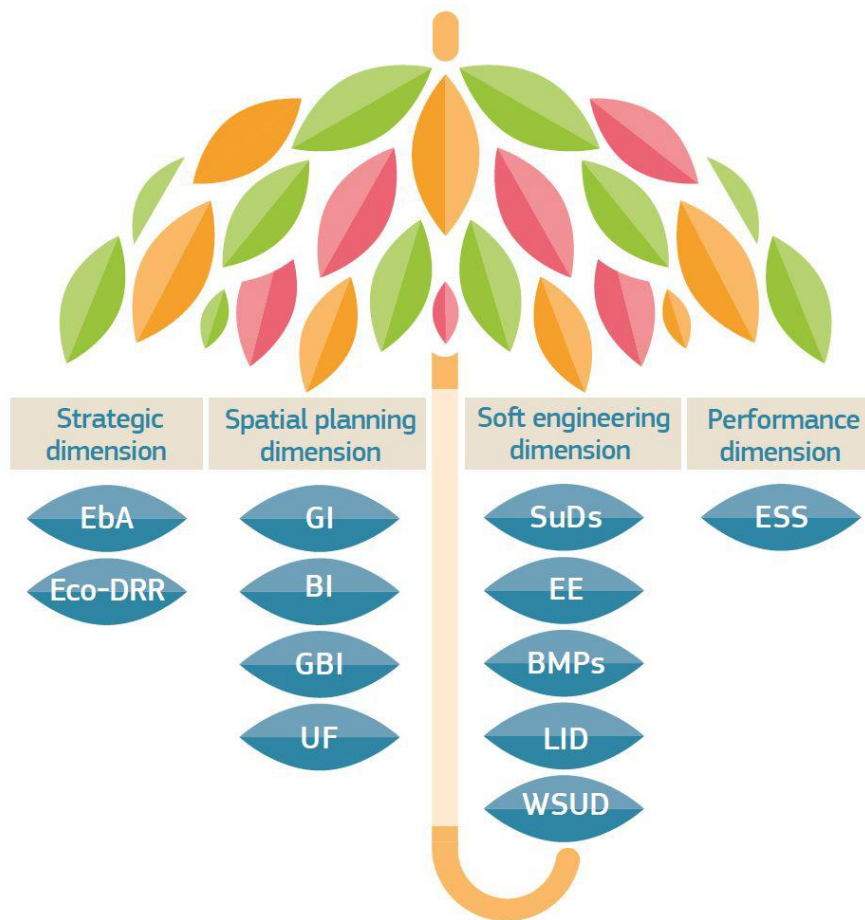 Strategic
dimension
Spatial planning
dimension
Soft engineering
dimension
Performance
dimension
EbA
Eco-DRR
GI
BI
GBI
UF
SuDs
EE
BMPs
LID
WSUD
ESS